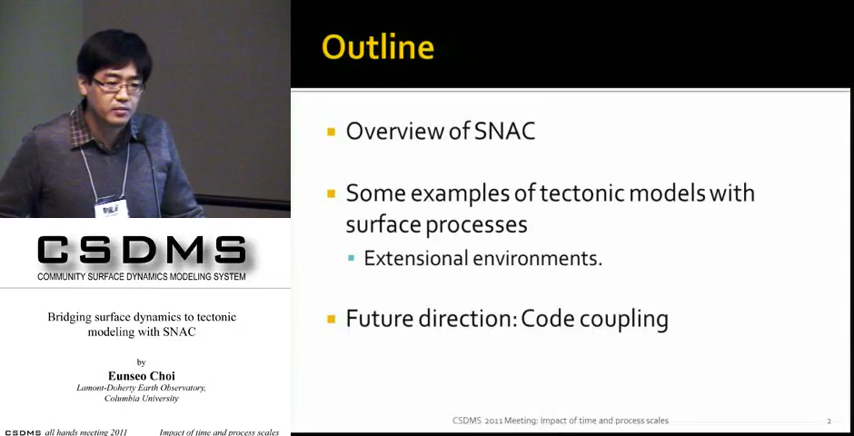 CSDMS
COMMUNITY SURFACE DYNAMICS MODELING SYSTEM
Bridging surface dynamics to tectonic
modeling with SNAC
by
Eunseo Choi
Lamont-Doherty Earth Observatory,
Columbia University
CSDMS all hands meeting 2011 Impact of time and process scales
Outline
Overview of SNAC
Some examples of tectonic models with
surface processes
Extensional environments.
Future direction: Code coupling
CSDMS 2011 Meeting: Impact of time and process scales 2